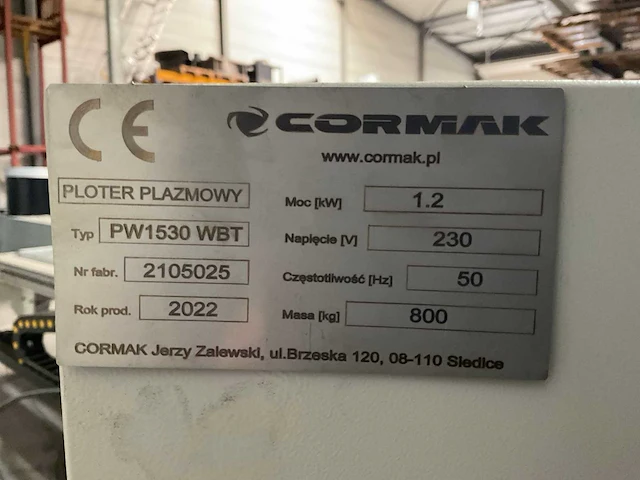 CE
CORMAK
www.cormak.pl
PLOTER PLAZMOWY
Typ PW1530 WBT
Nr fabr. 2105025
Rok prod. 2022
Moc [kW] 1.2
Napięcie [V] 230
Częstotliwość [Hz] 50
Masa [kg] 800
CORMAK Jerzy Zalewski, ul.Brzeska 120, 08-110 Siedlce